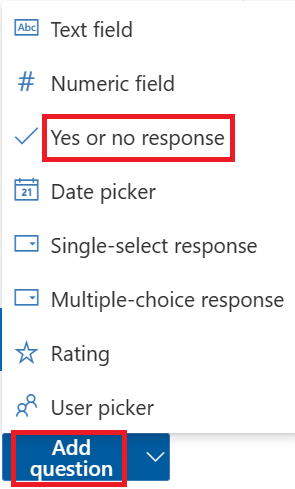 Abc Text field
# Numeric field
Yes or no response
21 Date picker
Single-select response
Multiple-choice response
Rating
User picker
Add
question